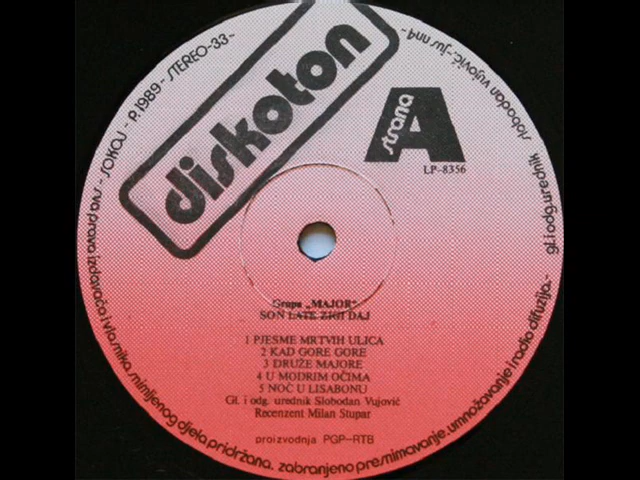 diskoton
strana
A
LP-8356
Grupa „MAJOR"
SON LATE ZIGI DAJ
1 PJESME MRTVIH ULICA
2 KAD GORE GORE
3 DRUŽE MAJORE
4 U MODRIM OČIMA
5 NOĆ U LISABONU
Gl. i odg. urednik Slobodan Vujović
Recenzent Milan Stupar
proizvodnja PGP-RTB
gl. i odg. urednik slobodan vujović.
SOKOJ - P. 1989 - STEREO-33 -
sva prava izdavača i vlasnika snimljenog djela pridržana. zabranjeno presnimavanje, umnožavanje i radio difuzija. -